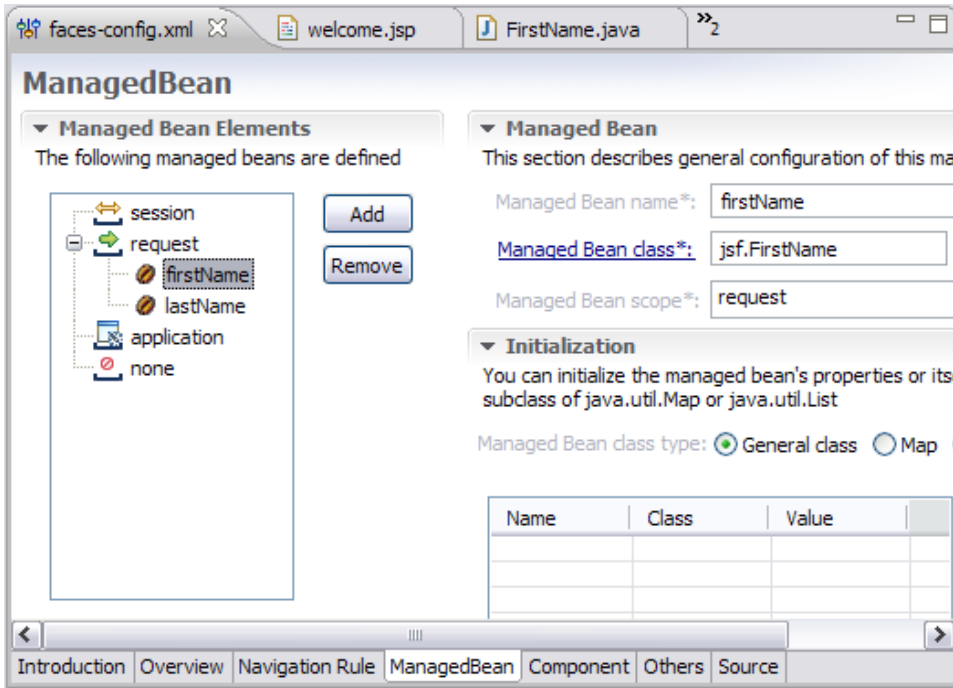 faces-config.xml
welcome.jsp
FirstName.java
»2
ManagedBean
Managed Bean Elements
The following managed beans are defined
session
request
firstName
lastName
application
none
Add
Remove
Managed Bean
This section describes general configuration of this ma
Managed Bean name*: firstName
Managed Bean class*: jsf.FirstName
Managed Bean scope*: request
Initialization
You can initialize the managed bean's properties or its
subclass of java.util.Map or java.util.List
Managed Bean class type: General class Map
Name Class Value
Introduction Overview Navigation Rule ManagedBean Component Others Source